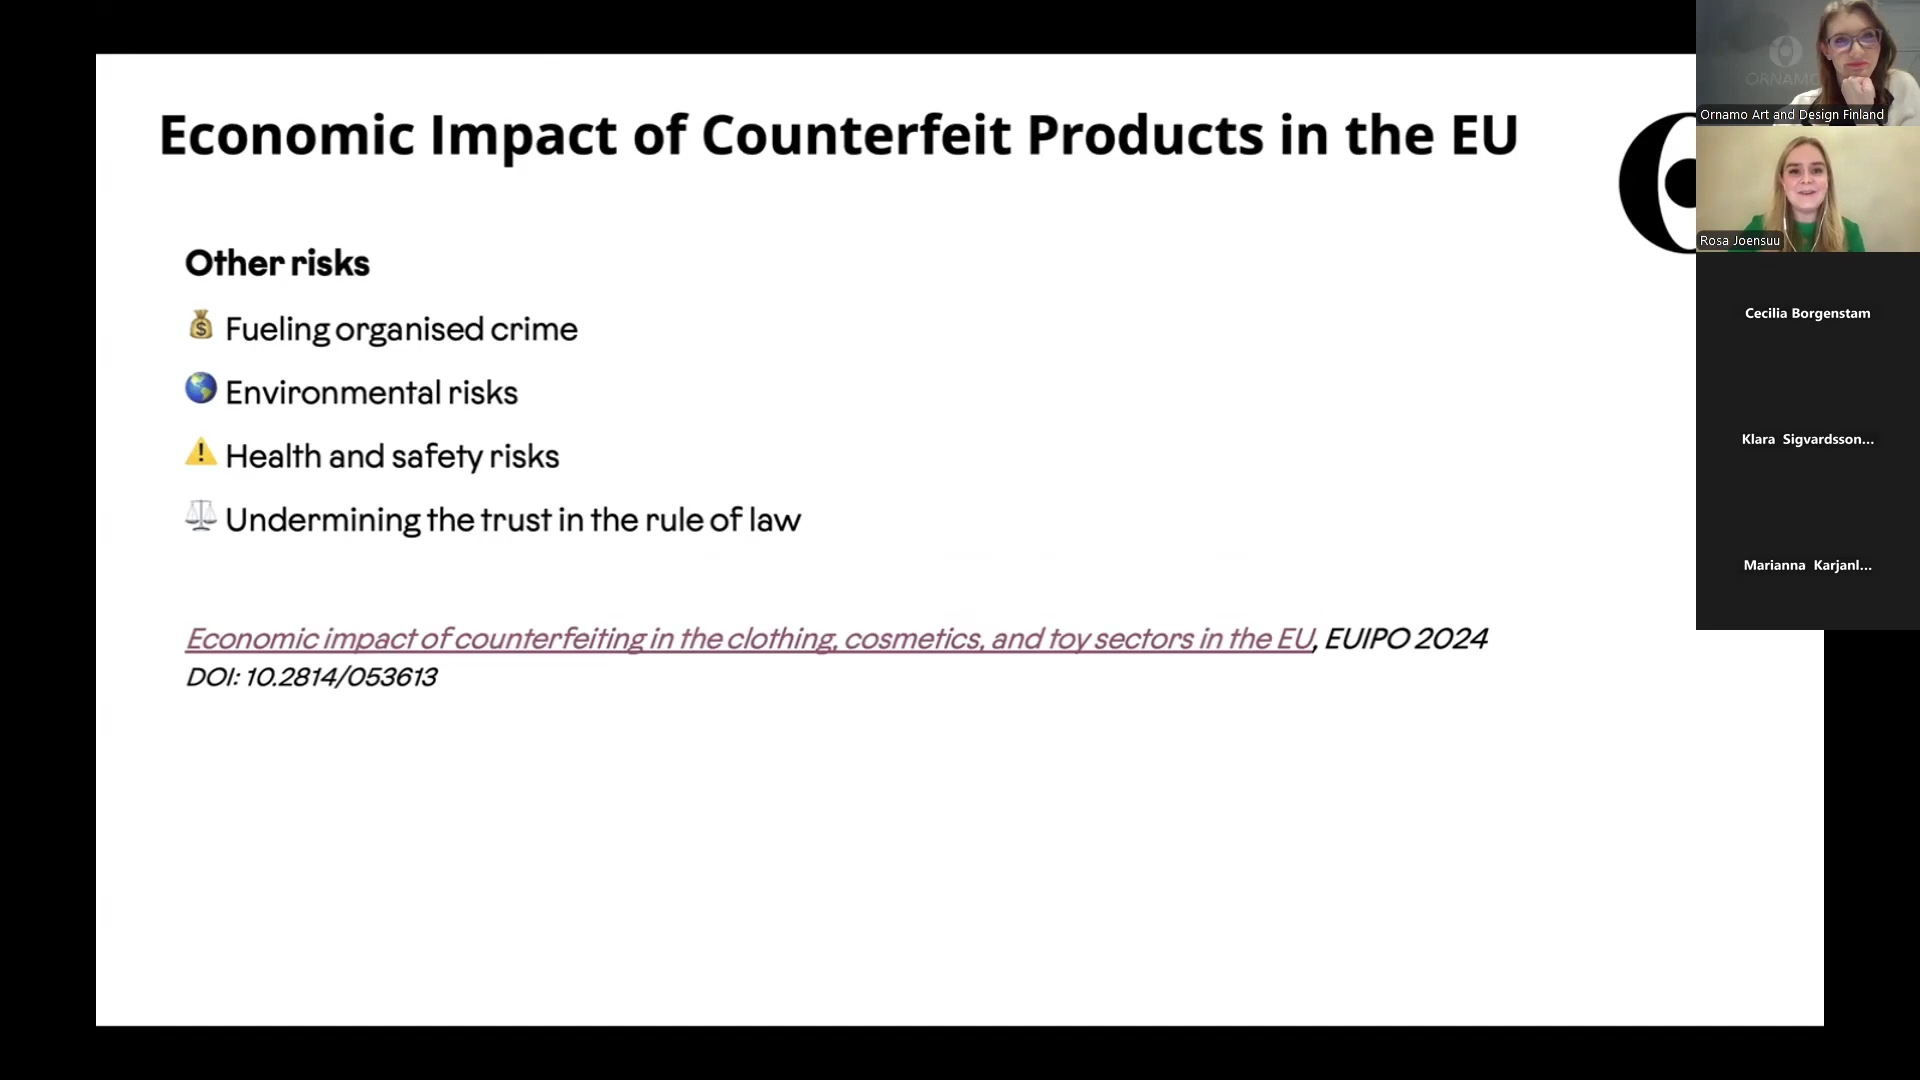 Economic Impact of Counterfeit Products in the EU
Other risks
Fueling organised crime
Environmental risks
Health and safety risks
Undermining the trust in the rule of law
Economic impact of counterfeiting in the clothing, cosmetics, and toy sectors in the EU, EUIPO 2024
DOI: 10.2814/053613
ORNAMO
Ornamo Art and Design Finland
Rosa Joensuu
Cecilia Borgenstam
Klara Sigvardsson...
Marianna Karjanl...